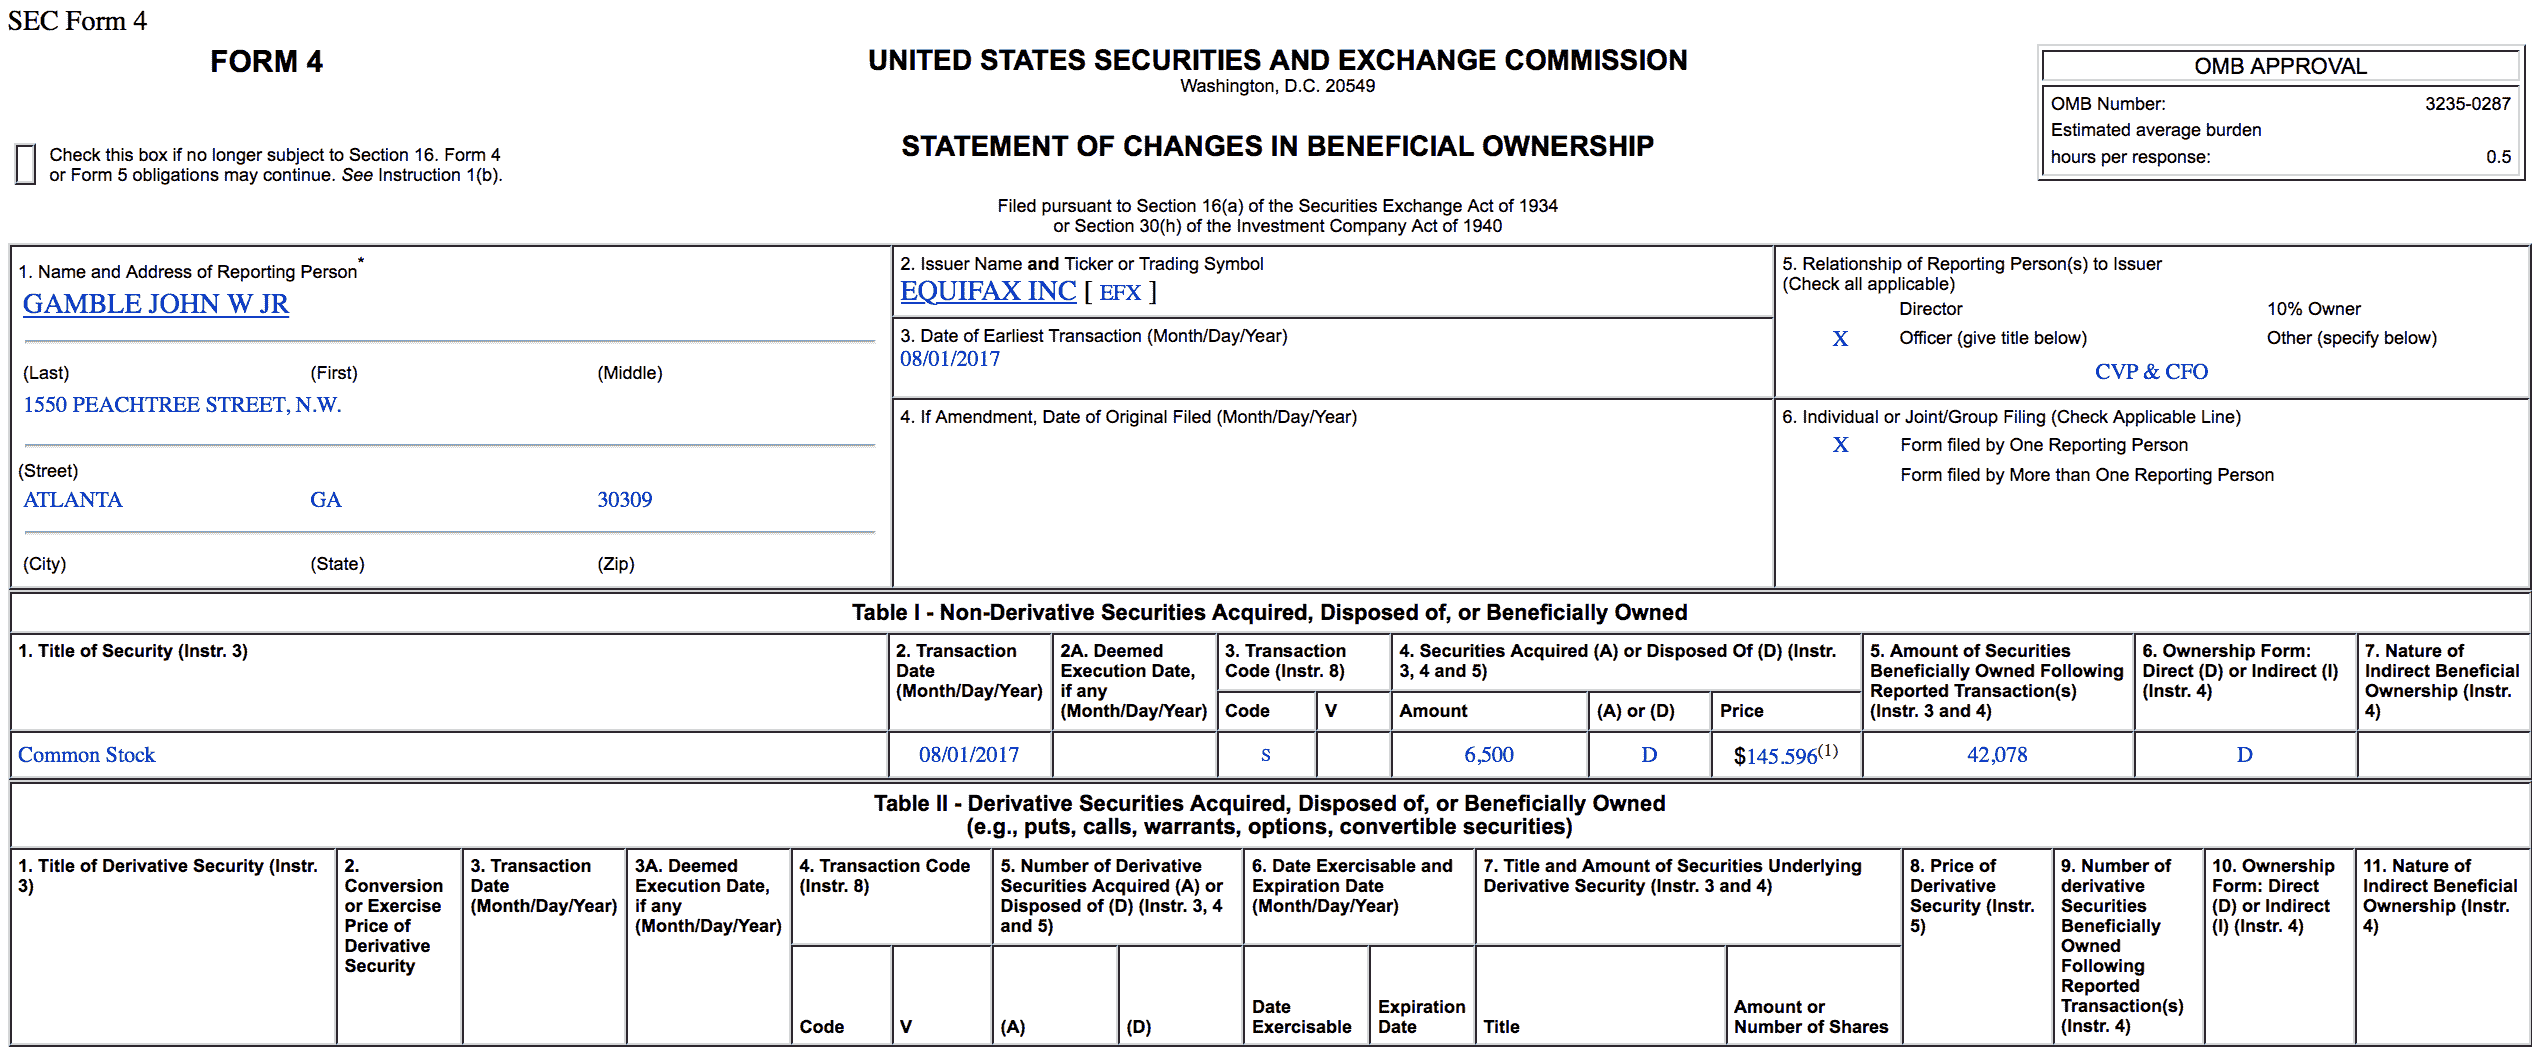 SEC Form 4
FORM 4
UNITED STATES SECURITIES AND EXCHANGE COMMISSION
Washington, D.C. 20549
STATEMENT OF CHANGES IN BENEFICIAL OWNERSHIP
Filed pursuant to Section 16(a) of the Securities Exchange Act of 1934
or Section 30(h) of the Investment Company Act of 1940
OMB APPROVAL
OMB Number: 3235-0287
Estimated average burden
hours per response: 0.5
Check this box if no longer subject to Section 16. Form 4
or Form 5 obligations may continue. See Instruction 1(b).
1. Name and Address of Reporting Person*
GAMBLE JOHN W JR
(Last) (First) (Middle)
1550 PEACHTREE STREET, N.W.
(Street)
ATLANTA GA 30309
(City) (State) (Zip)
2. Issuer Name and Ticker or Trading Symbol
EQUIFAX INC [ EFX ]
3. Date of Earliest Transaction (Month/Day/Year)
08/01/2017
4. If Amendment, Date of Original Filed (Month/Day/Year)
5. Relationship of Reporting Person(s) to Issuer
(Check all applicable)
Director 10% Owner
X Officer (give title below) Other (specify below)
CVP & CFO
6. Individual or Joint/Group Filing (Check Applicable Line)
X Form filed by One Reporting Person
Form filed by More than One Reporting Person
Table I - Non-Derivative Securities Acquired, Disposed of, or Beneficially Owned
1. Title of Security (Instr. 3)
2. Transaction
Date
(Month/Day/Year)
2A. Deemed
Execution Date,
if any
(Month/Day/Year)
3. Transaction
Code (Instr. 8)
4. Securities Acquired (A) or Disposed Of (D) (Instr.
3, 4 and 5)
5. Amount of Securities
Beneficially Owned Following
Reported Transaction(s)
(Instr. 3 and 4)
6. Ownership Form:
Direct (D) or Indirect (I)
(Instr. 4)
7. Nature of
Indirect Beneficial
Ownership (Instr.
4)
Code V Amount (A) or (D) Price
Common Stock 08/01/2017 S 6,500 D $145.596(1) 42,078 D
Table II - Derivative Securities Acquired, Disposed of, or Beneficially Owned
(e.g., puts, calls, warrants, options, convertible securities)
1. Title of Derivative Security (Instr.
3)
2.
Conversion
or Exercise
Price of
Derivative
Security
3. Transaction
Date
(Month/Day/Year)
3A. Deemed
Execution Date,
if any
(Month/Day/Year)
4. Transaction Code
(Instr. 8)
5. Number of Derivative
Securities Acquired (A) or
Disposed of (D) (Instr. 3, 4
and 5)
6. Date Exercisable and
Expiration Date
(Month/Day/Year)
7. Title and Amount of Securities Underlying
Derivative Security (Instr. 3 and 4)
8. Price of
Derivative
Security (Instr.
5)
9. Number of
derivative
Securities
Beneficially
Owned
Following
Reported
Transaction(s)
(Instr. 4)
10. Ownership
Form: Direct
(D) or Indirect
(I) (Instr. 4)
11. Nature of
Indirect Beneficial
Ownership (Instr.
4)
Code V (A) (D)
Date
Exercisable
Expiration
Date
Title
Amount or
Number of Shares